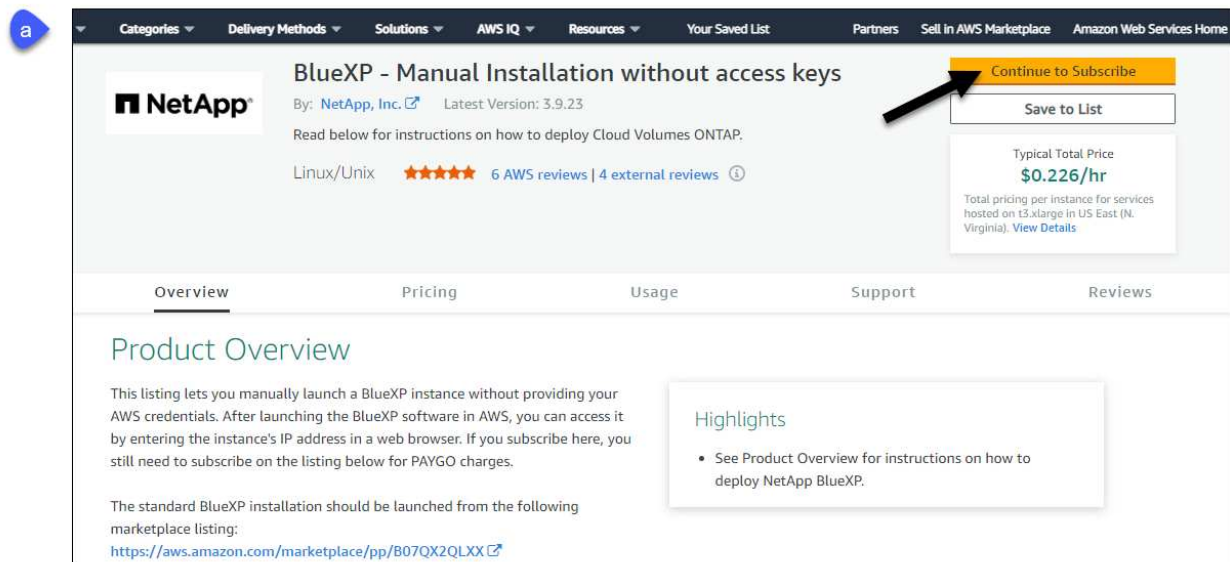 a
Categories Delivery Methods Solutions AWS IQ Resources Your Saved List Partners Sell in AWS Marketplace Amazon Web Services Home
NetApp
BlueXP - Manual Installation without access keys
By: NetApp, Inc. Latest Version: 3.9.23
Read below for instructions on how to deploy Cloud Volumes ONTAP.
Linux/Unix 6 AWS reviews | 4 external reviews
Continue to Subscribe
Save to List
Typical Total Price
$0.226/hr
Total pricing per instance for services
hosted on t3.xlarge in US East (N.
Virginia). View Details
Overview Pricing Usage Support Reviews
Product Overview
This listing lets you manually launch a BlueXP instance without providing your
AWS credentials. After launching the BlueXP software in AWS, you can access it
by entering the instance's IP address in a web browser. If you subscribe here, you
still need to subscribe on the listing below for PAYGO charges.
The standard BlueXP installation should be launched from the following
marketplace listing:
https://aws.amazon.com/marketplace/pp/B07QX2QLXX
Highlights
• See Product Overview for instructions on how to
deploy NetApp BlueXP.